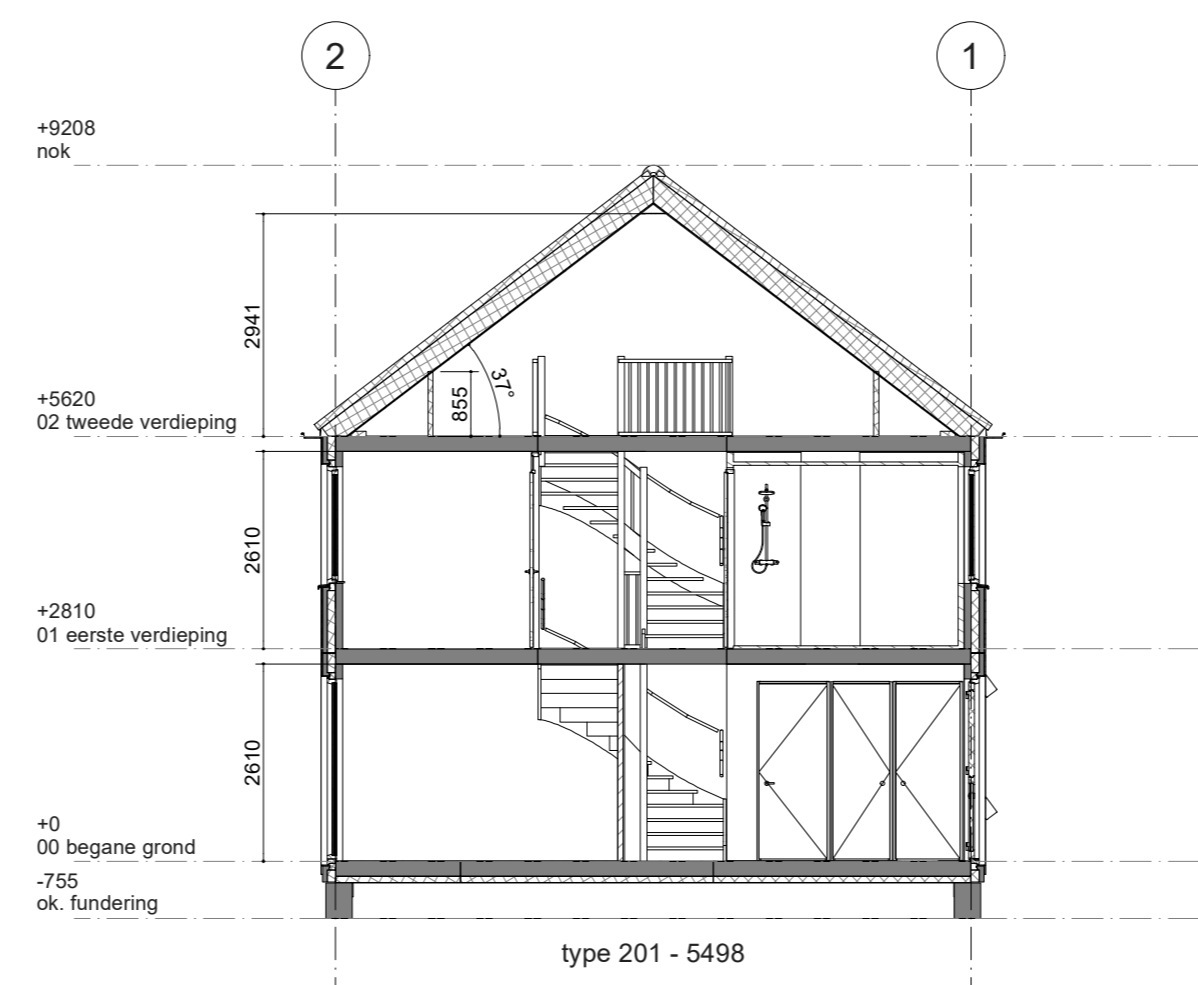 2
1
+9208
nok
2941
+5620
02 tweede verdieping
855
37°
2610
+2810
01 eerste verdieping
2610
+0
00 begane grond
-755
ok. fundering
type 201 - 5498